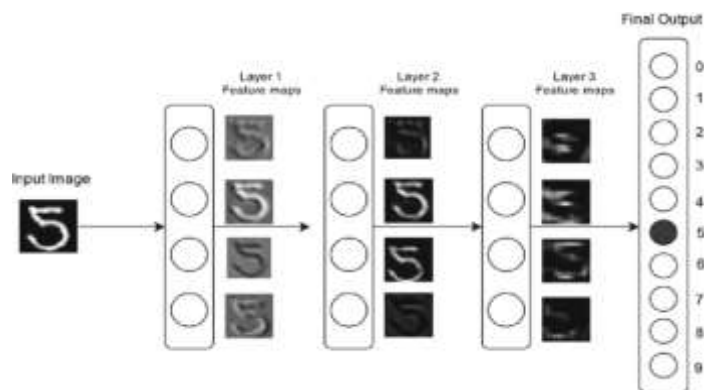 Final Output
0
Layer 1
Feature maps
Layer 2
Feature maps
Layer 3
Feature maps
1
2
3
Input Image
4
5
5
6
7
8
9